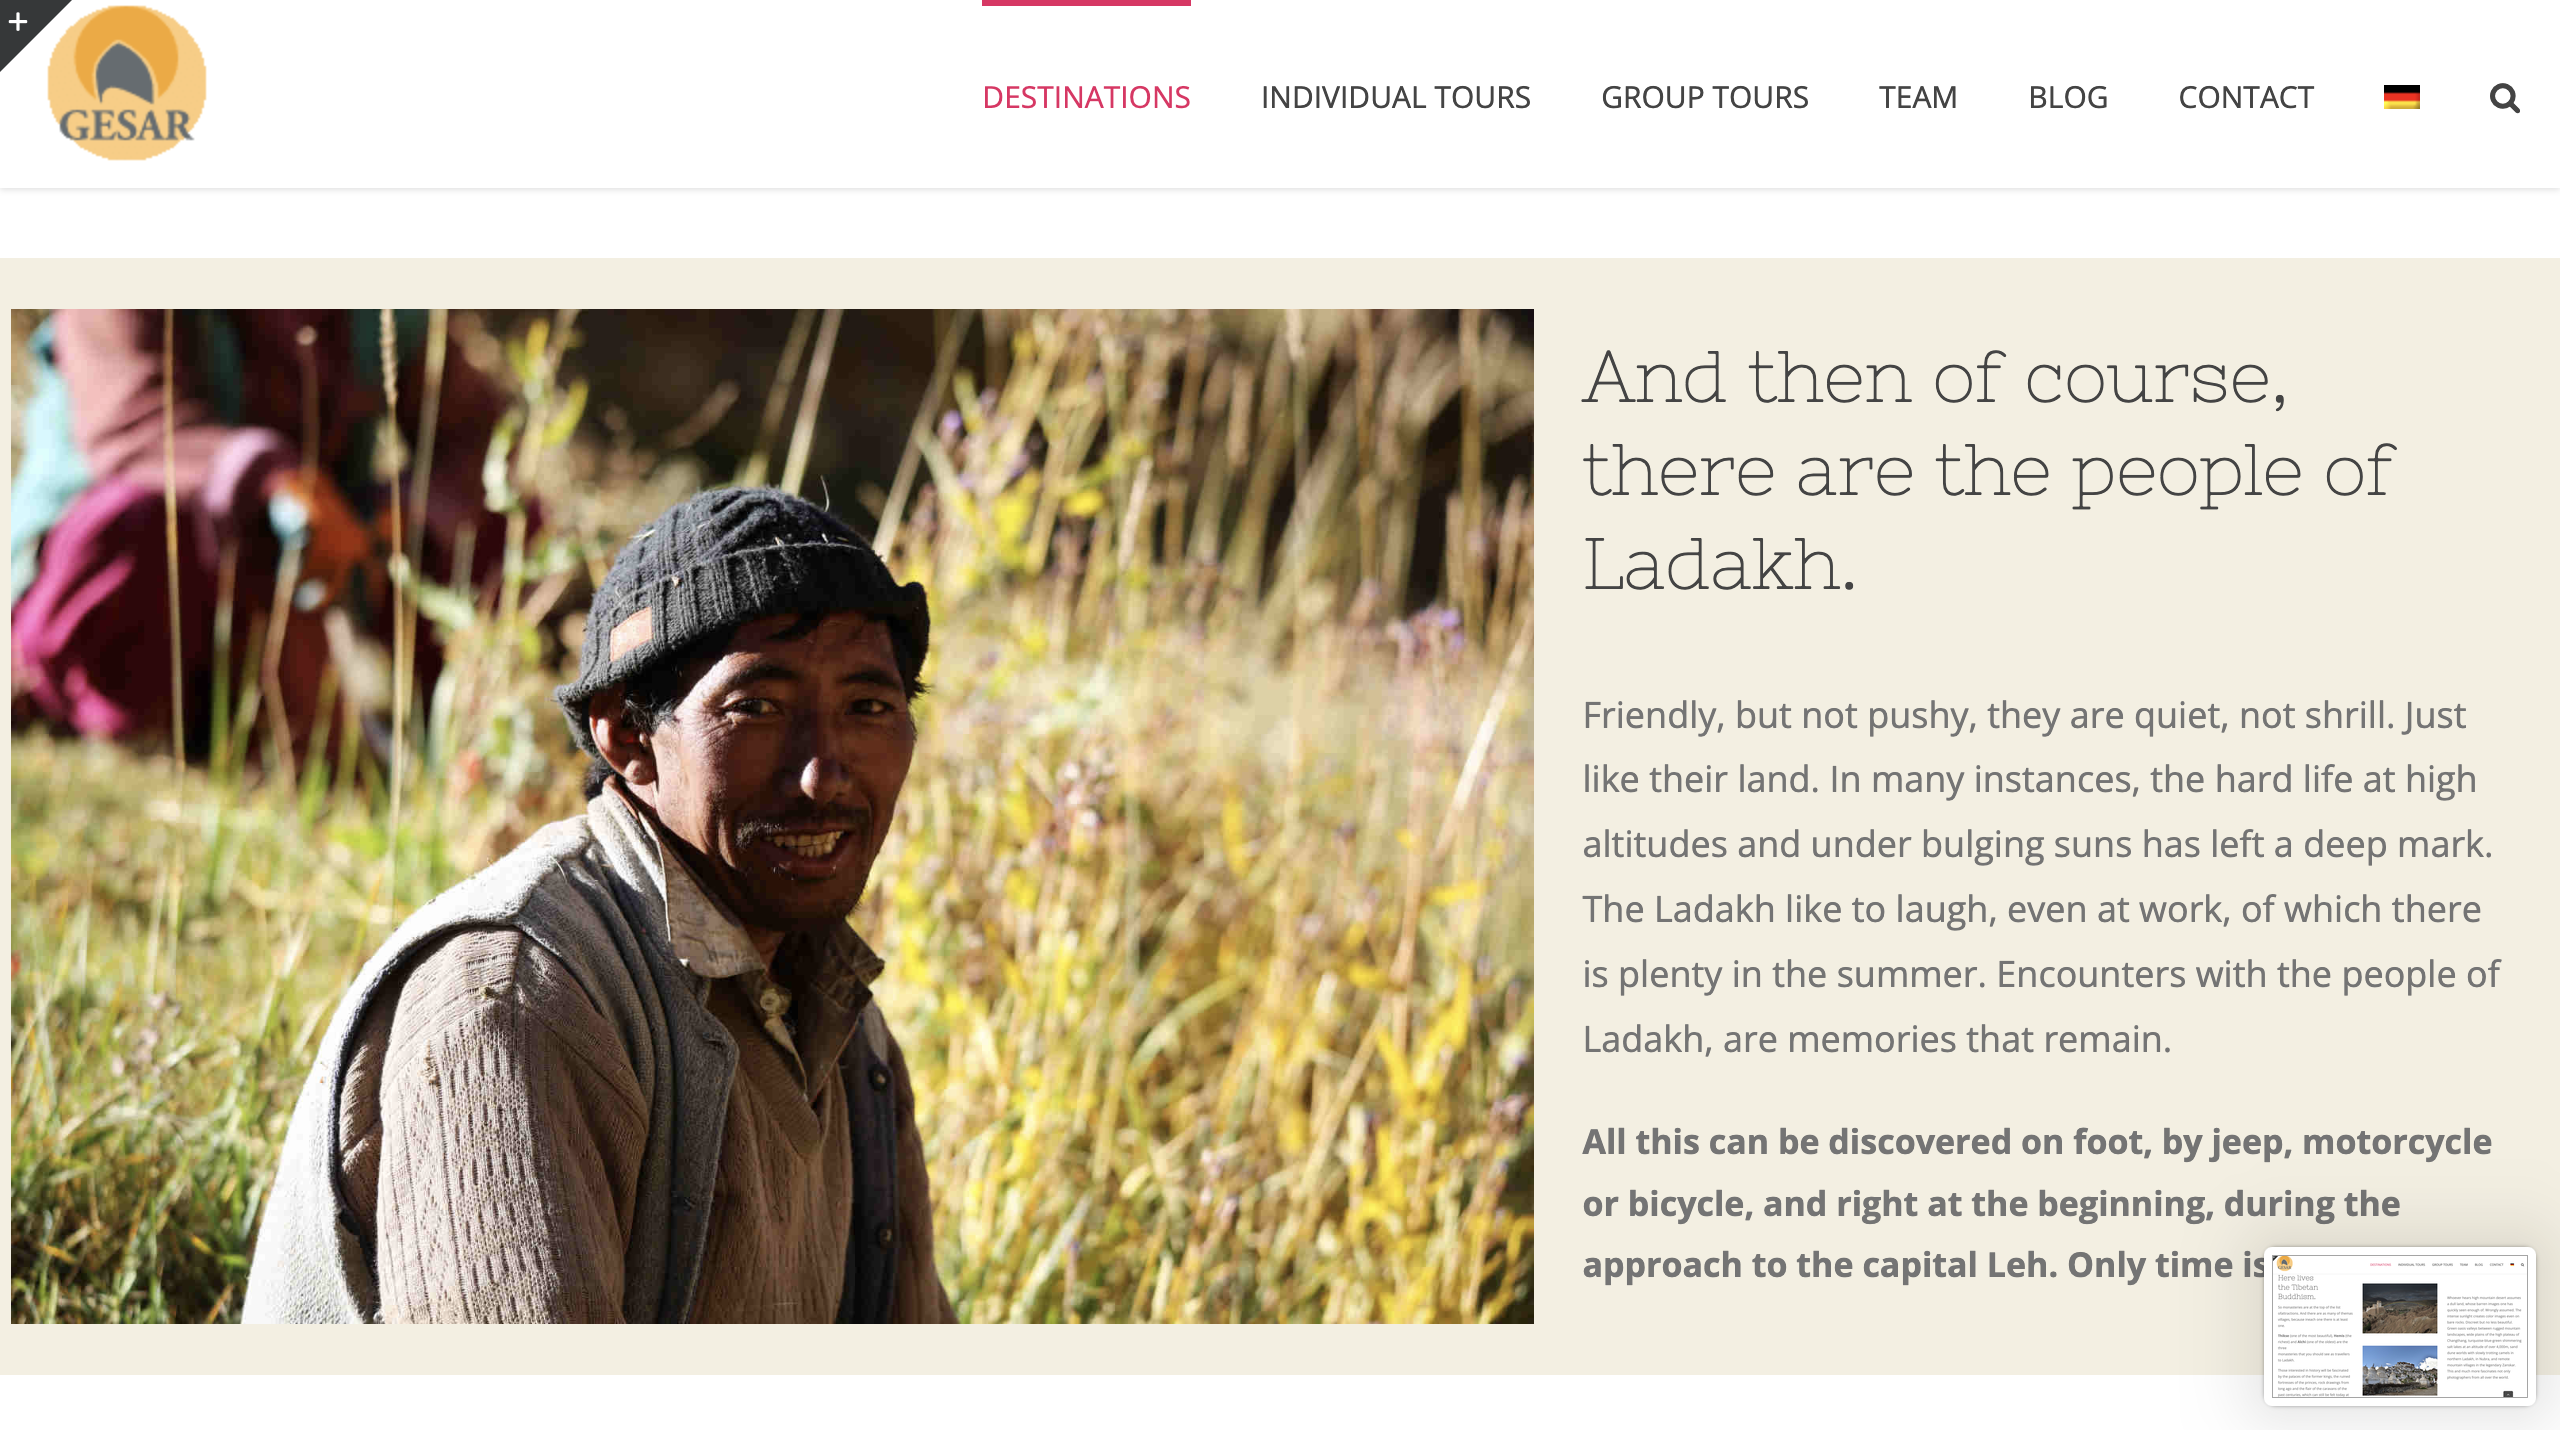 GESAR
DESTINATIONS INDIVIDUAL TOURS GROUP TOURS TEAM BLOG CONTACT
And then of course,
there are the people of
Ladakh.
Friendly, but not pushy, they are quiet, not shrill. Just
like their land. In many instances, the hard life at high
altitudes and under bulging suns has left a deep mark.
The Ladakh like to laugh, even at work, of which there
is plenty in the summer. Encounters with the people of
Ladakh, are memories that remain.
All this can be discovered on foot, by jeep, motorcycle
or bicycle, and right at the beginning, during the
approach to the capital Leh. Only time is
Here lives
the Tibetan
Buddhism.